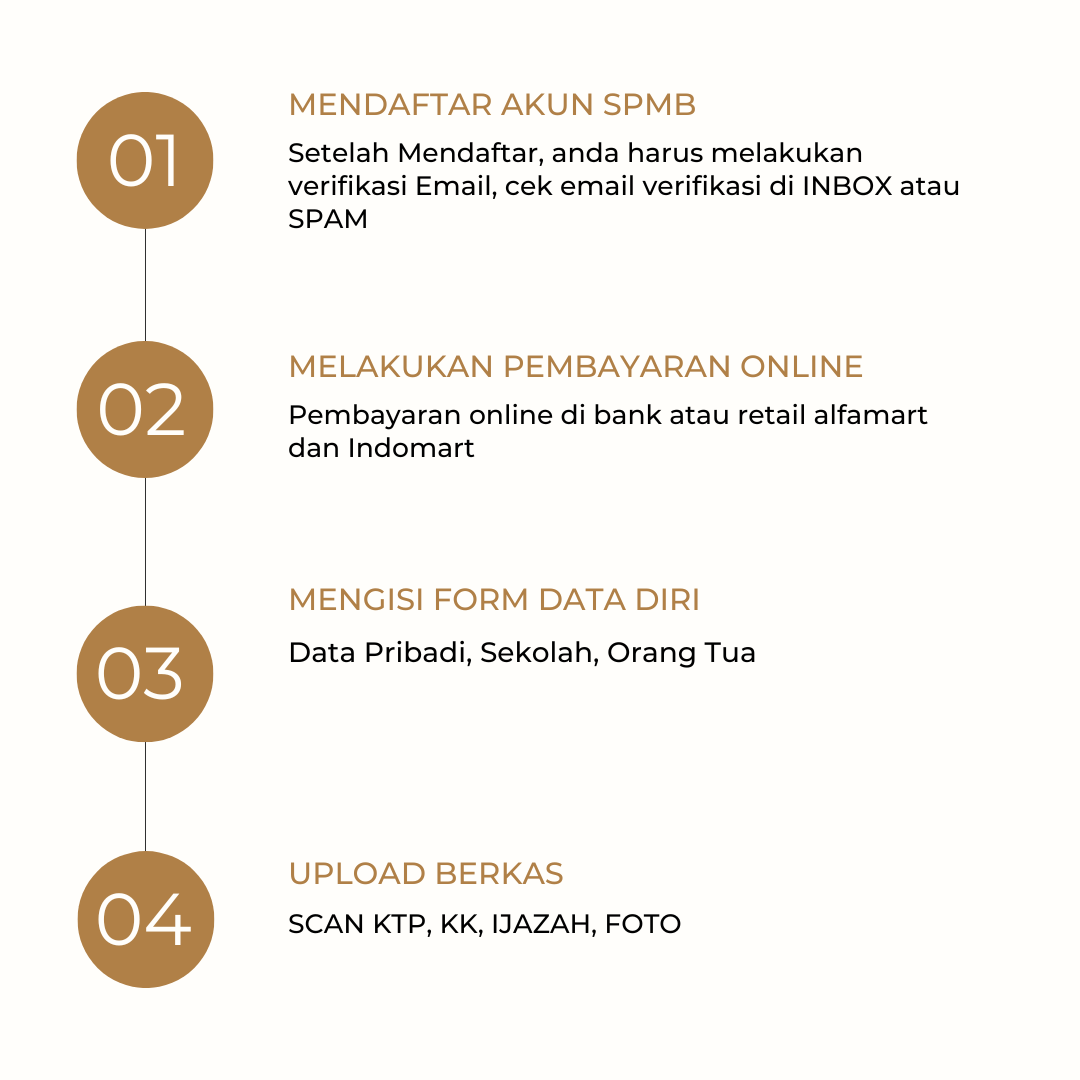 01
MENDAFTAR AKUN SPMB
Setelah Mendaftar, anda harus melakukan
verifikasi Email, cek email verifikasi di INBOX atau
SPAM
02
MELAKUKAN PEMBAYARAN ONLINE
Pembayaran online di bank atau retail alfamart
dan Indomart
03
MENGISI FORM DATA DIRI
Data Pribadi, Sekolah, Orang Tua
04
UPLOAD BERKAS
SCAN KTP, KK, IJAZAH, FOTO